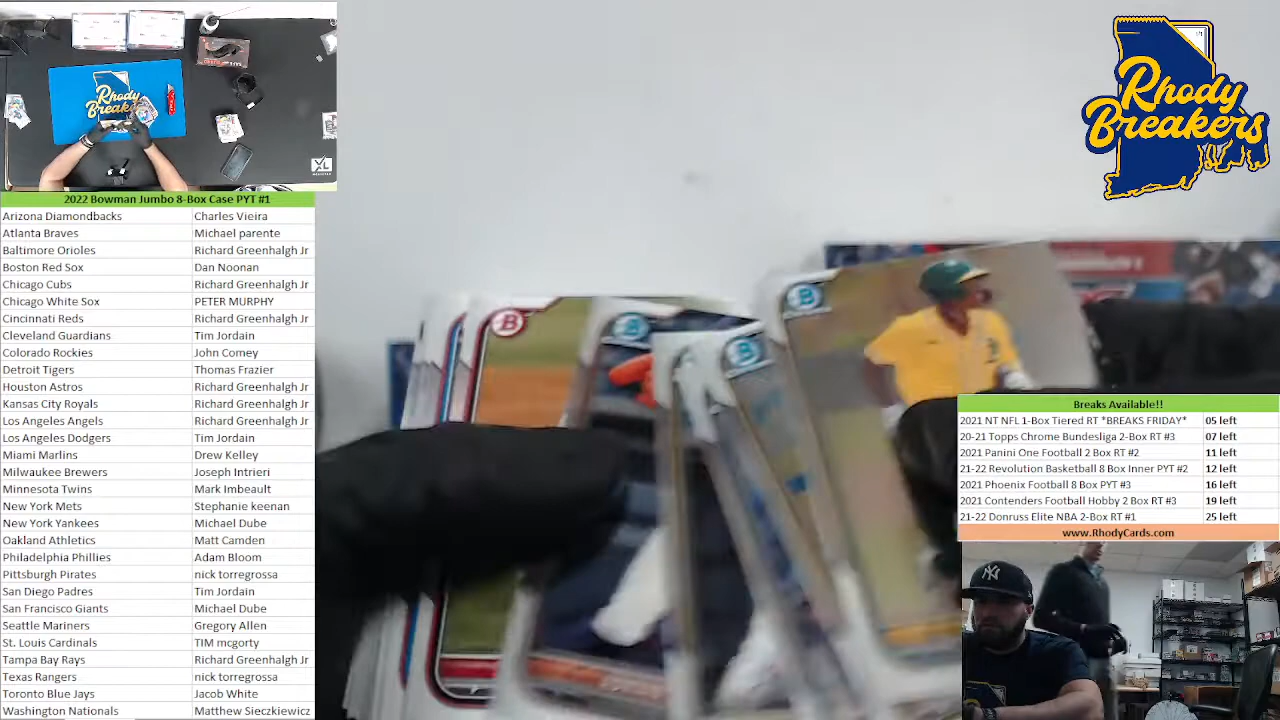 Rhody
Breakers
Rhody
Breakers
XL
2022 Bowman Jumbo 8-Box Case PYT #1
Arizona Diamondbacks Charles Vieira
Atlanta Braves Michael parente
Baltimore Orioles Richard Greenhalgh Jr
Boston Red Sox Dan Noonan
Chicago Cubs Richard Greenhalgh Jr
Chicago White Sox PETER MURPHY
Cincinnati Reds Richard Greenhalgh Jr
Cleveland Guardians Tim Jordain
Colorado Rockies John Comey
Detroit Tigers Thomas Frazier
Houston Astros Richard Greenhalgh Jr
Kansas City Royals Richard Greenhalgh Jr
Los Angeles Angels Richard Greenhalgh Jr
Los Angeles Dodgers Tim Jordain
Miami Marlins Drew Kelley
Milwaukee Brewers Joseph Intrieri
Minnesota Twins Mark Imbeault
New York Mets Stephanie keenan
New York Yankees Michael Dube
Oakland Athletics Matt Camden
Philadelphia Phillies Adam Bloom
Pittsburgh Pirates nick torregrossa
San Diego Padres Tim Jordain
San Francisco Giants Michael Dube
Seattle Mariners Gregory Allen
St. Louis Cardinals TIM mcgorty
Tampa Bay Rays Richard Greenhalgh Jr
Texas Rangers nick torregrossa
Toronto Blue Jays Jacob White
Washington Nationals Matthew Sieczkiewicz
B
B
B
B
Breaks Available!!
2021 NT NFL 1-Box Tiered RT *BREAKS FRIDAY* 05 left
20-21 Topps Chrome Bundesliga 2-Box RT #3 07 left
2021 Panini One Football 2 Box RT #2 11 left
21-22 Revolution Basketball 8 Box Inner PYT #2 12 left
2021 Phoenix Football 8 Box PYT #3 16 left
2021 Contenders Football Hobby 2 Box RT #3 19 left
21-22 Donruss Elite NBA 2-Box RT #1 25 left
www.RhodyCards.com